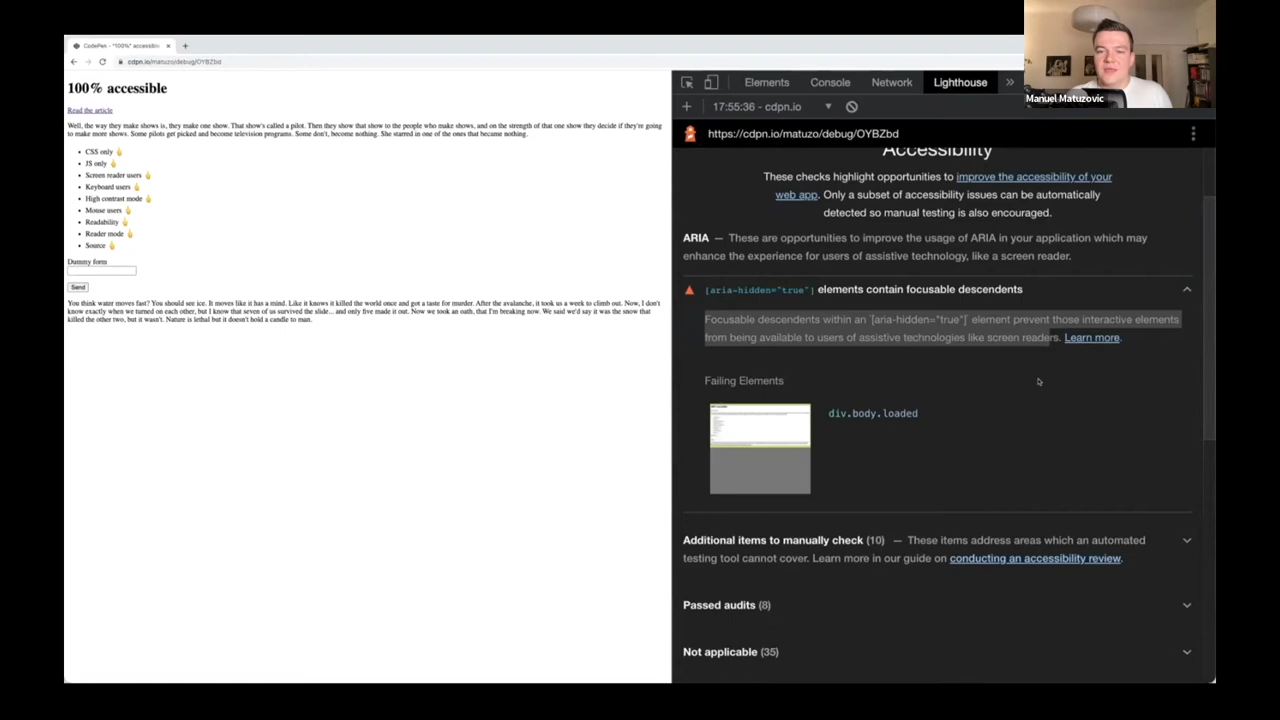 CodePen - "100%" accessible
cdpn.io/matuzo/debug/OYBZbd
100% accessible
Read the article
Well, the way they make shows is, they make one show. That show's called a pilot. Then they show that show to the people who make shows, and on the strength of that one show they decide if they're going
to make more shows. Some pilots get picked and become television programs. Some don't, become nothing. She starred in one of the ones that became nothing.
CSS only
JS only
Screen reader users
Keyboard users
High contrast mode
Mouse users
Readability
Reader mode
Source
Dummy form
Send
You think water moves fast? You should see ice. It moves like it has a mind. Like it knows it killed the world once and got a taste for murder. After the avalanche, it took us a week to climb out. Now, I don't
know exactly when we turned on each other, but I know that seven of us survived the slide... and only five made it out. Now we took an oath, that I'm breaking now. We said we'd say it was the snow that
killed the other two, but it wasn't. Nature is lethal but it doesn't hold a candle to man.
Elements Console Network Lighthouse »
17:55:36 - cdpn.io
https://cdpn.io/matuzo/debug/OYBZbd
Accessibility
These checks highlight opportunities to improve the accessibility of your
web app. Only a subset of accessibility issues can be automatically
detected so manual testing is also encouraged.
ARIA — These are opportunities to improve the usage of ARIA in your application which may
enhance the experience for users of assistive technology, like a screen reader.
[aria-hidden="true"] elements contain focusable descendents
Focusable descendents within an `[aria-hidden="true"]` element prevent those interactive elements
from being available to users of assistive technologies like screen readers. Learn more.
Failing Elements
div.body.loaded
Additional items to manually check (10) — These items address areas which an automated
testing tool cannot cover. Learn more in our guide on conducting an accessibility review.
Passed audits (8)
Not applicable (35)
Manuel Matuzovic